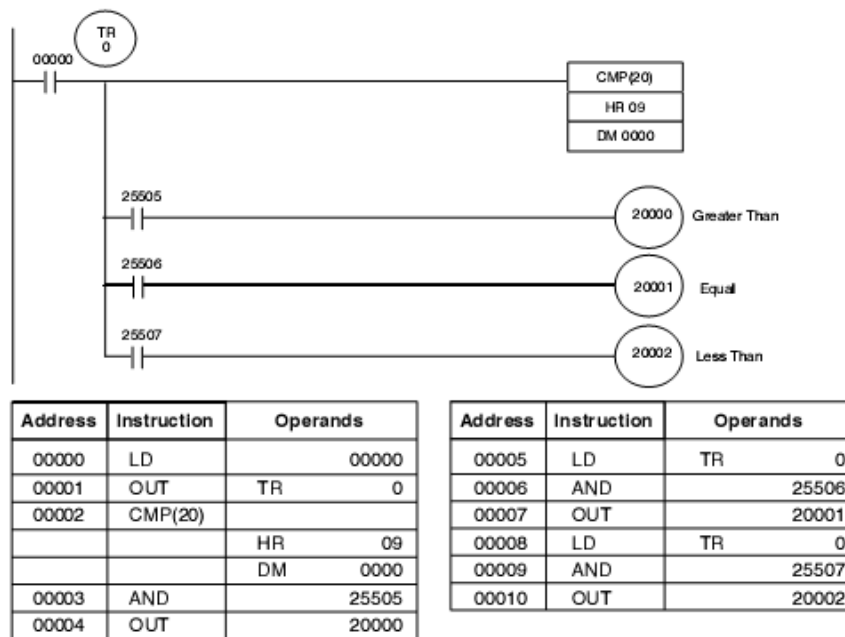 TR
0
00000
CMP(20)
HR 09
DM 0000
25505
20000 Greater Than
25506
20001 Equal
25507
20002 Less Than
Address Instruction Operands
00000 LD 00000
00001 OUT TR 0
00002 CMP(20)
HR 09
DM 0000
00003 AND 25505
00004 OUT 20000
Address Instruction Operands
00005 LD TR 0
00006 AND 25506
00007 OUT 20001
00008 LD TR 0
00009 AND 25507
00010 OUT 20002